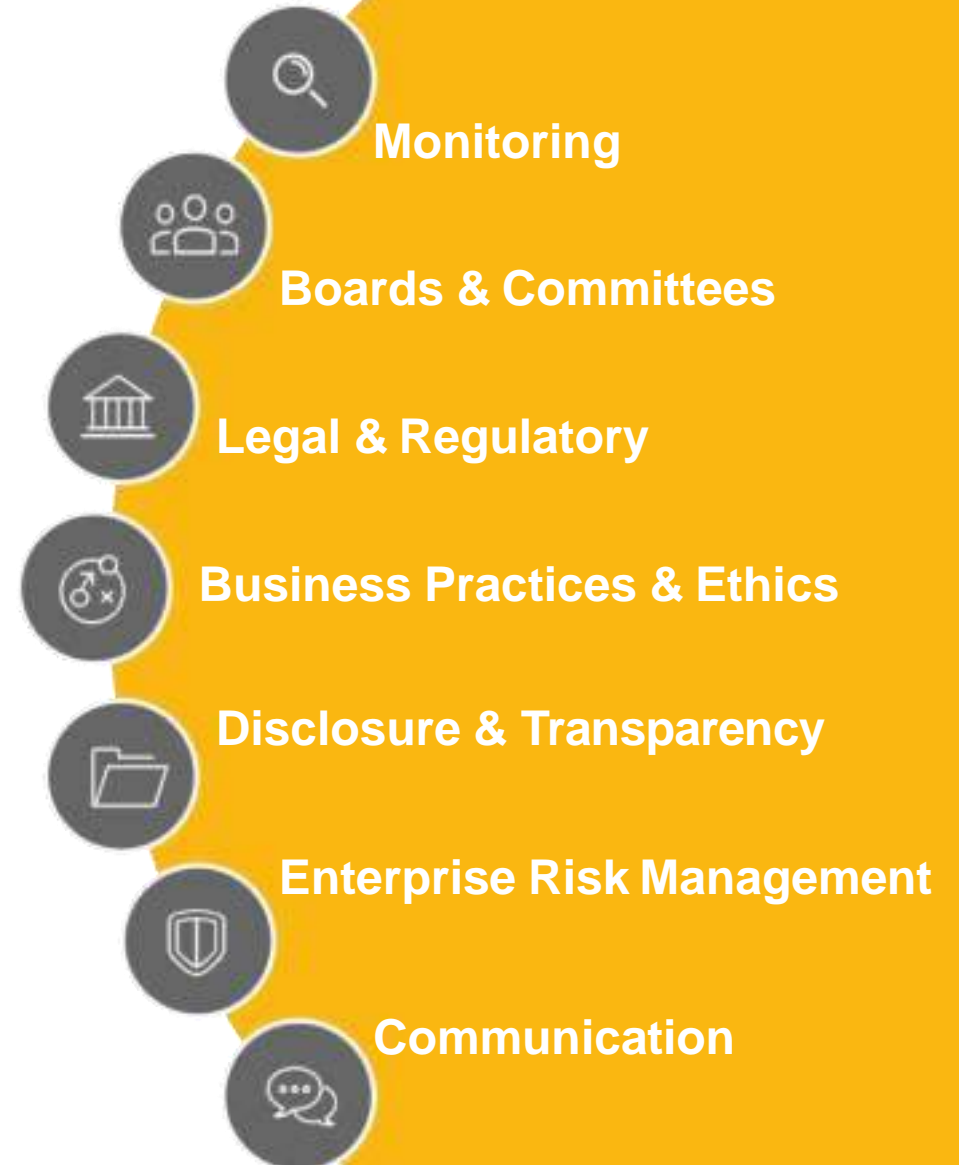 Monitoring
Boards & Committees
Legal & Regulatory
Business Practices & Ethics
Disclosure & Transparency
Enterprise Risk Management
Communication